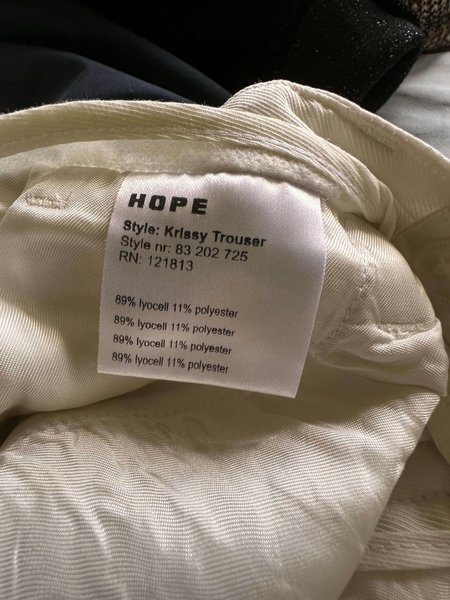 HOPE
Style: Krissy Trouser
Style nr: 83 202 725
RN: 121813
89% lyocell 11% polyester
89% lyocell 11% polyester
89% lyocell 11% polyester
89% lyocell 11% polyester